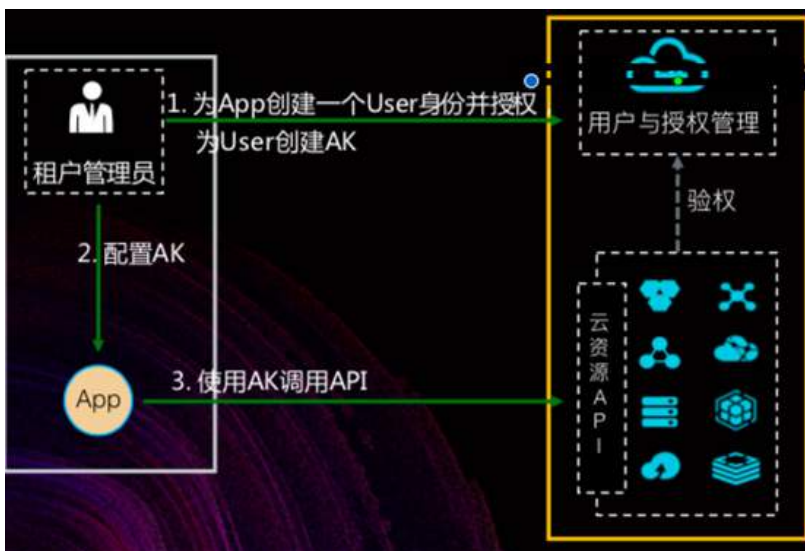 1. 为App创建一个User身份并授权
为User创建AK
租户管理员
用户与授权管理
验权
2. 配置AK
云资源API
App
3. 使用AK调用API